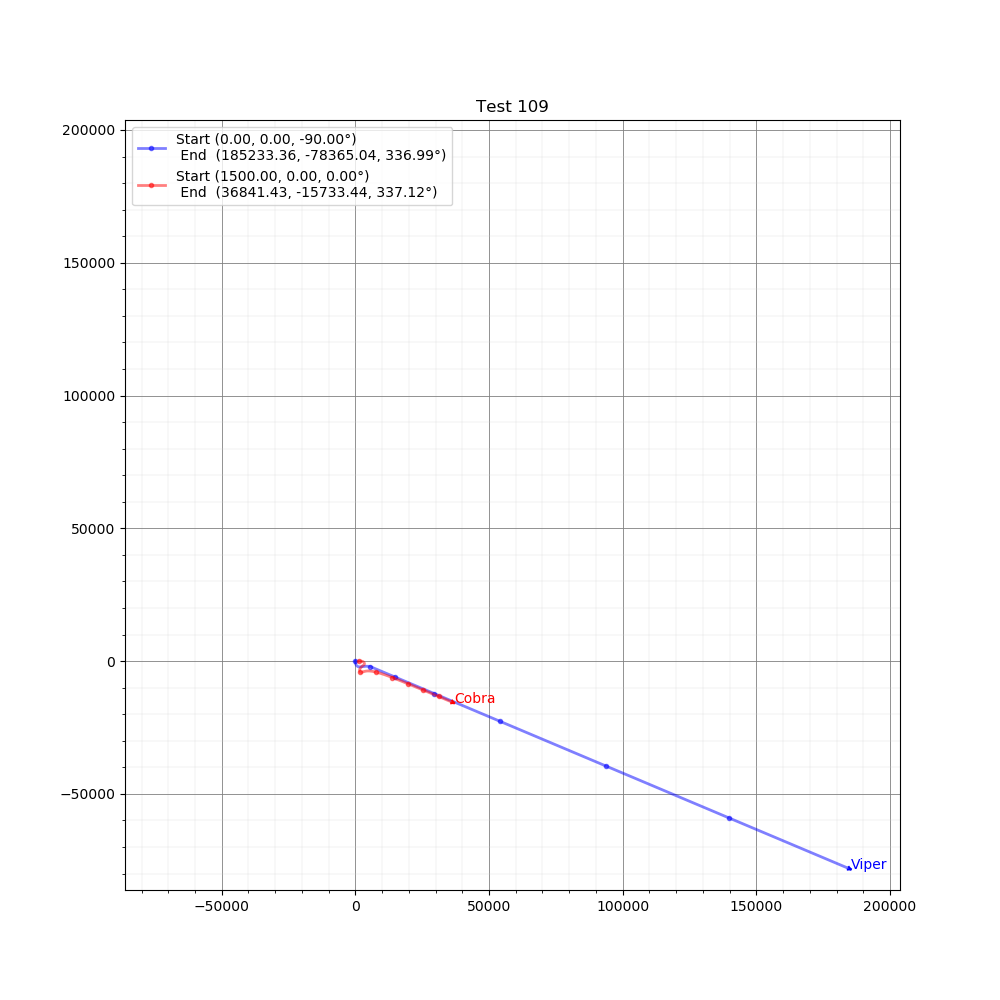 Test 109
Start (0.00, 0.00, -90.00°)
End  (185233.36, -78365.04, 336.99°)
Start (1500.00, 0.00, 0.00°)
End  (36841.43, -15733.44, 337.12°)
200000
150000
100000
50000
0
−50000
Cobra
Viper
−50000 0 50000 100000 150000 200000